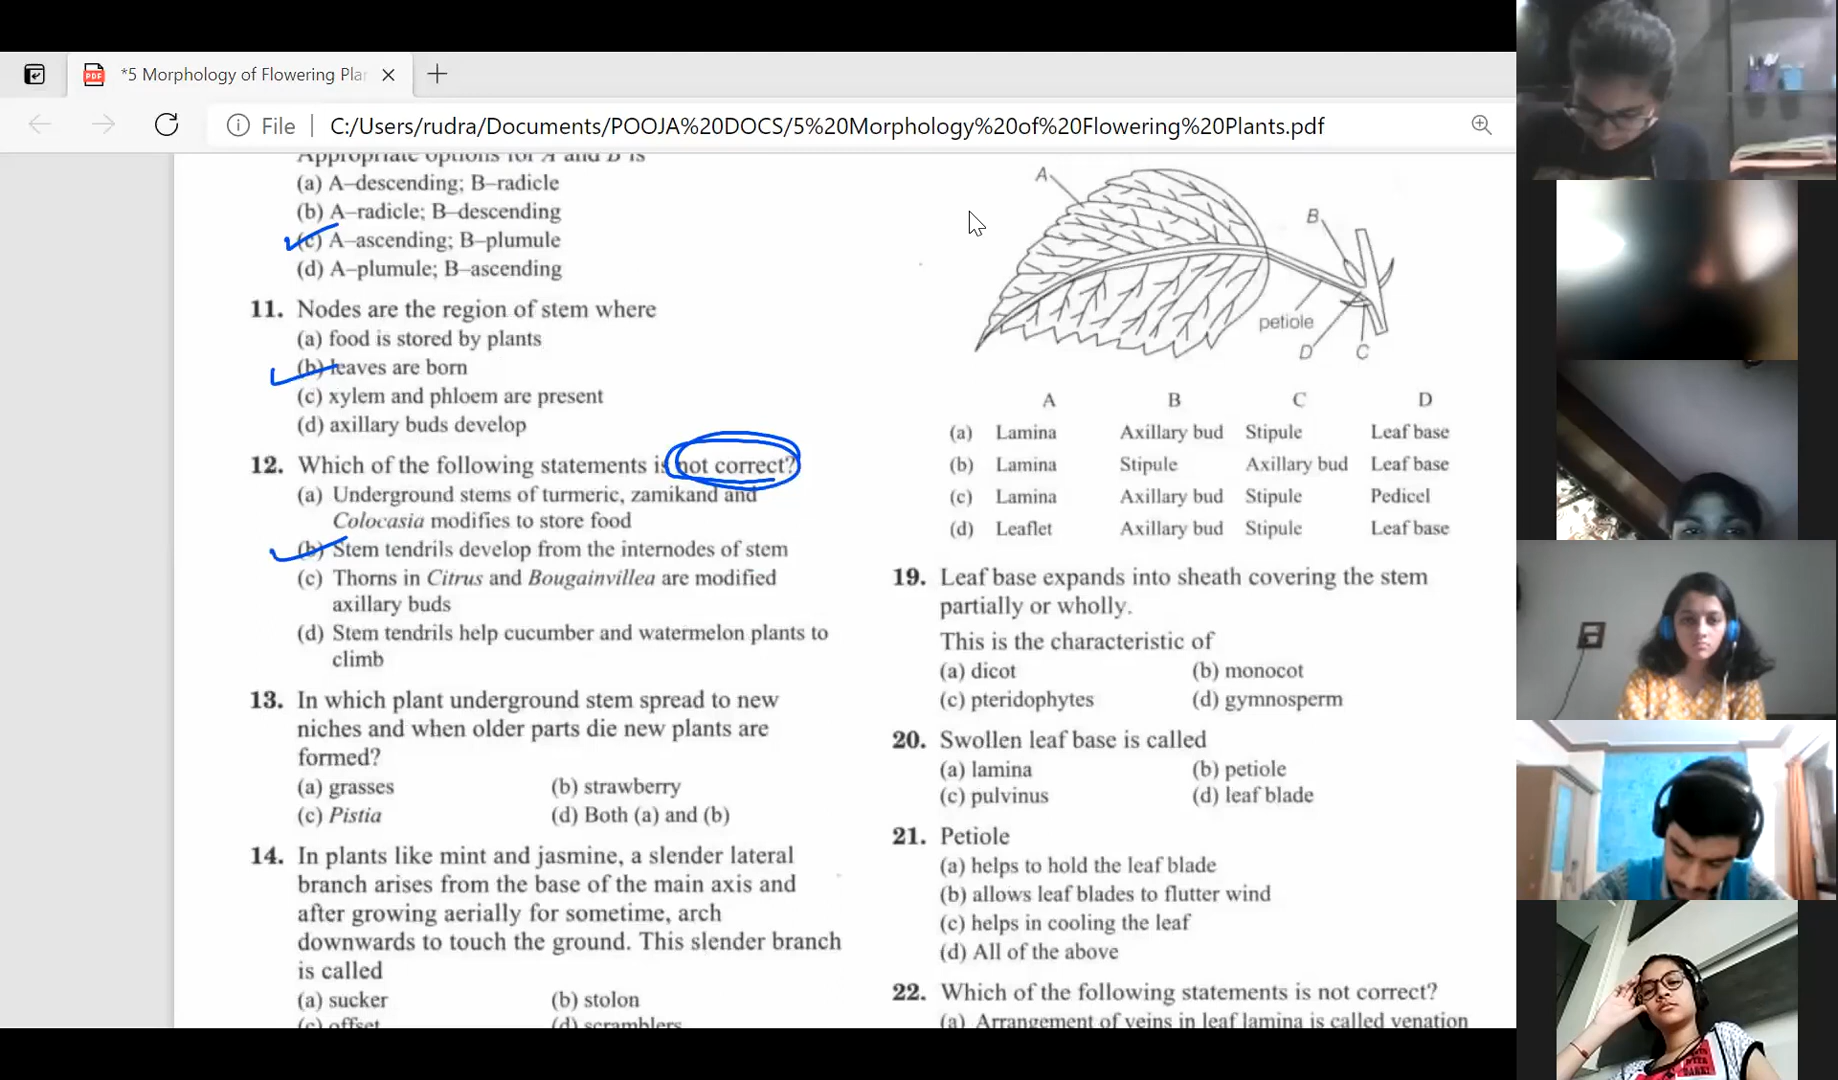 *5 Morphology of Flowering Pla
File
C:/Users/rudra/Documents/POOJA%20DOCS/5%20Morphology%20of%20Flowering%20Plants.pdf
Appropriate options for A and B is
(a) A–descending; B–radicle
(b) A–radicle; B–descending
(c) A–ascending; B–plumule
(d) A–plumule; B–ascending
11. Nodes are the region of stem where
(a) food is stored by plants
(b) leaves are born
(c) xylem and phloem are present
(d) axillary buds develop
12. Which of the following statements is not correct?
(a) Underground stems of turmeric, zamikand and
Colocasia modifies to store food
(b) Stem tendrils develop from the internodes of stem
(c) Thorns in Citrus and Bougainvillea are modified
axillary buds
(d) Stem tendrils help cucumber and watermelon plants to
climb
13. In which plant underground stem spread to new
niches and when older parts die new plants are
formed?
(a) grasses (b) strawberry
(c) Pistia (d) Both (a) and (b)
14. In plants like mint and jasmine, a slender lateral
branch arises from the base of the main axis and
after growing aerially for sometime, arch
downwards to touch the ground. This slender branch
is called
(a) sucker (b) stolon
(c) offset (d) scramblers
A
B
petiole
D C
A B C D
(a) Lamina Axillary bud Stipule Leaf base
(b) Lamina Stipule Axillary bud Leaf base
(c) Lamina Axillary bud Stipule Pedicel
(d) Leaflet Axillary bud Stipule Leaf base
19. Leaf base expands into sheath covering the stem
partially or wholly.
This is the characteristic of
(a) dicot (b) monocot
(c) pteridophytes (d) gymnosperm
20. Swollen leaf base is called
(a) lamina (b) petiole
(c) pulvinus (d) leaf blade
21. Petiole
(a) helps to hold the leaf blade
(b) allows leaf blades to flutter wind
(c) helps in cooling the leaf
(d) All of the above
22. Which of the following statements is not correct?
(a) Arrangement of veins in leaf lamina is called venation